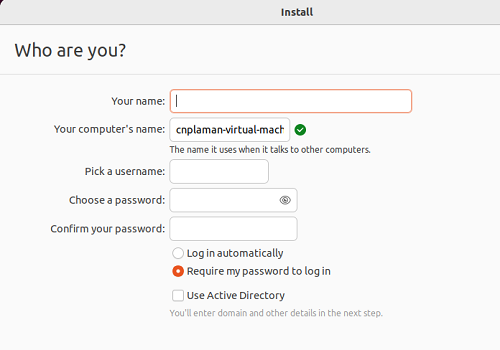 Install
Who are you?
Your name:
Your computer's name: cnplaman-virtual-mach
The name it uses when it talks to other computers.
Pick a username:
Choose a password:
Confirm your password:
Log in automatically
Require my password to log in
Use Active Directory
You'll enter domain and other details in the next step.